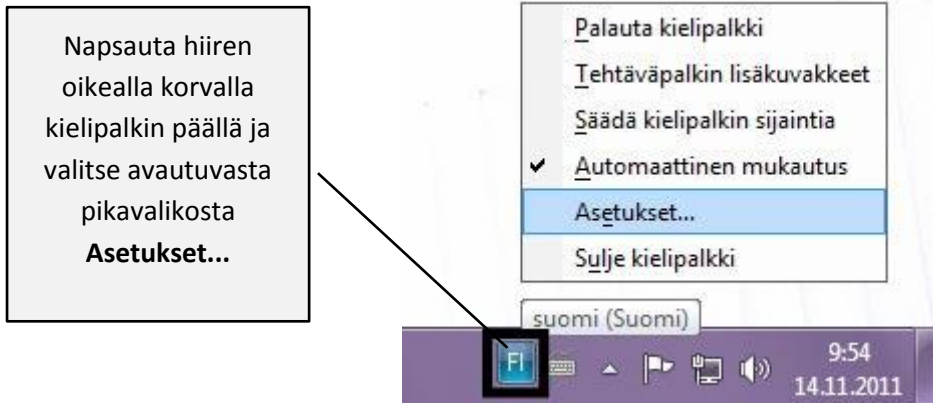 Napsauta hiiren
oikealla korvalla
kielipalkin päällä ja
valitse avautuvasta
pikavalikosta
Asetukset...
Palauta kielipalkki
Tehtäväpalkin lisäkuvakkeet
Säädä kielipalkin sijaintia
Automaattinen mukautus
Asetukset...
Sulje kielipalkki
suomi (Suomi)
FI
9:54
14.11.2011